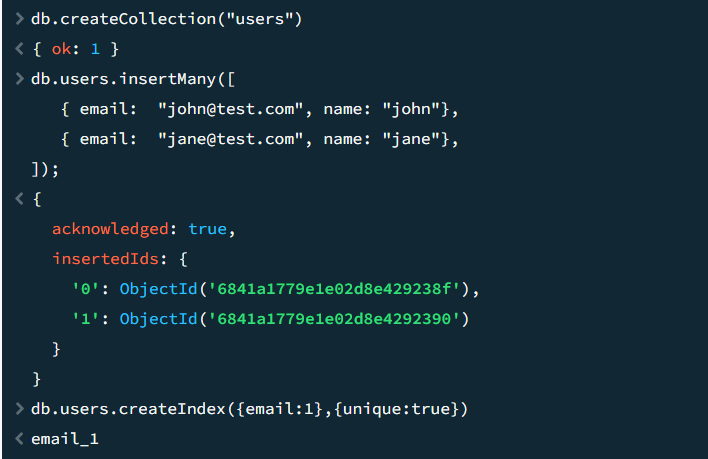 > db.createCollection("users")
< { ok: 1 }
> db.users.insertMany([
{ email:  "john@test.com", name: "john"},
{ email:  "jane@test.com", name: "jane"},
]);
< {
acknowledged: true,
insertedIds: {
'0': ObjectId('6841a1779e1e02d8e429238f'),
'1': ObjectId('6841a1779e1e02d8e4292390')
}
}
> db.users.createIndex({email:1},{unique:true})
< email_1